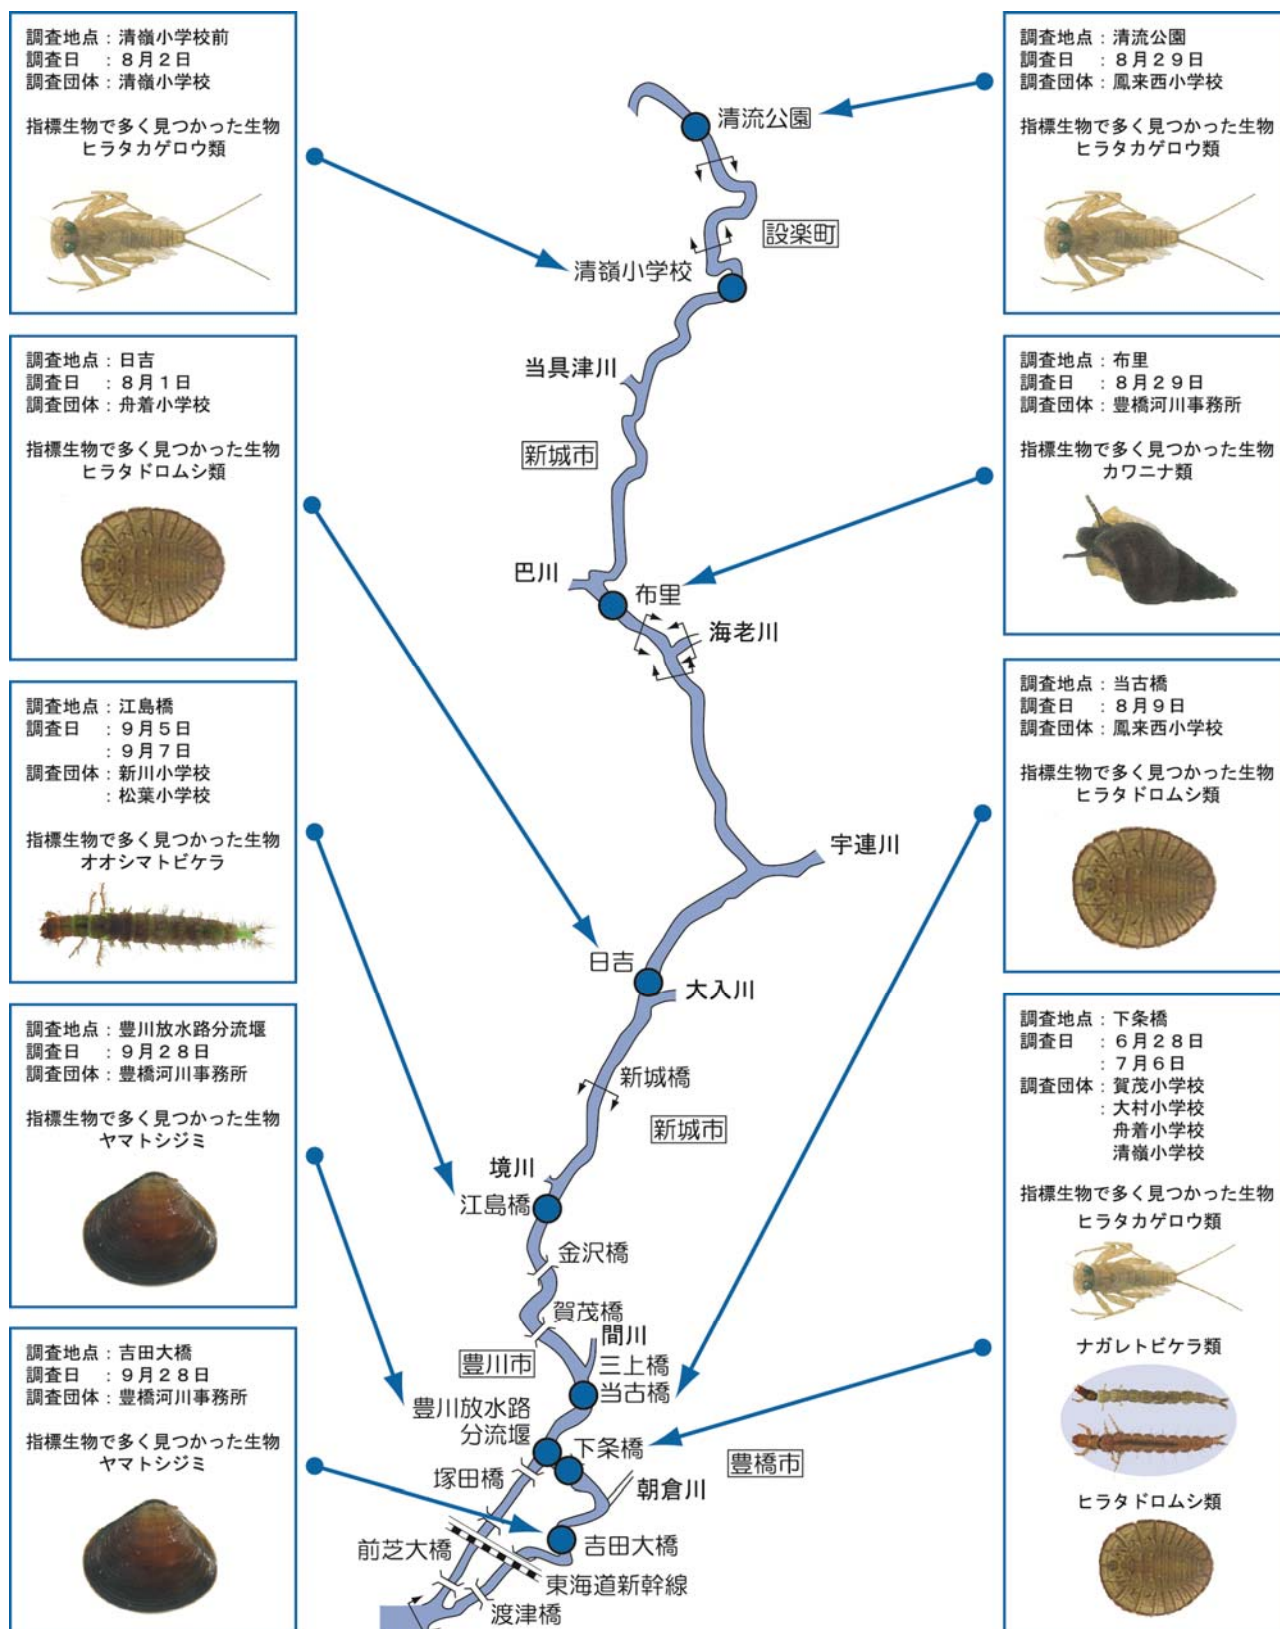 調査地点：清嶺小学校前
調査日　：８月２日
調査団体：清嶺小学校
指標生物で多く見つかった生物
ヒラタカゲロウ類
調査地点：日吉
調査日　：８月１日
調査団体：舟着小学校
指標生物で多く見つかった生物
ヒラタドロムシ類
調査地点：江島橋
調査日　：９月５日
：９月７日
調査団体：新川小学校
：松葉小学校
指標生物で多く見つかった生物
オオシマトビケラ
調査地点：豊川放水路分流堰
調査日　：９月２８日
調査団体：豊橋河川事務所
指標生物で多く見つかった生物
ヤマトシジミ
調査地点：吉田大橋
調査日　：９月２８日
調査団体：豊橋河川事務所
指標生物で多く見つかった生物
ヤマトシジミ
清流公園
設楽町
清嶺小学校
当具津川
新城市
巴川
布里
海老川
宇連川
日吉
大入川
新城橋
新城市
境川
江島橋
金沢橋
賀茂橋
間川
豊川市
三上橋
当古橋
豊川放水路
分流堰
下条橋
豊橋市
塚田橋
朝倉川
前芝大橋
吉田大橋
東海道新幹線
渡津橋
調査地点：清流公園
調査日　：８月２９日
調査団体：鳳来西小学校
指標生物で多く見つかった生物
ヒラタカゲロウ類
調査地点：布里
調査日　：８月２９日
調査団体：豊橋河川事務所
指標生物で多く見つかった生物
カワニナ類
調査地点：当古橋
調査日　：８月９日
調査団体：鳳来西小学校
指標生物で多く見つかった生物
ヒラタドロムシ類
調査地点：下条橋
調査日　：６月２８日
：７月６日
調査団体：賀茂小学校
：大村小学校
舟着小学校
清嶺小学校
指標生物で多く見つかった生物
ヒラタカゲロウ類
ナガレトビケラ類
ヒラタドロムシ類